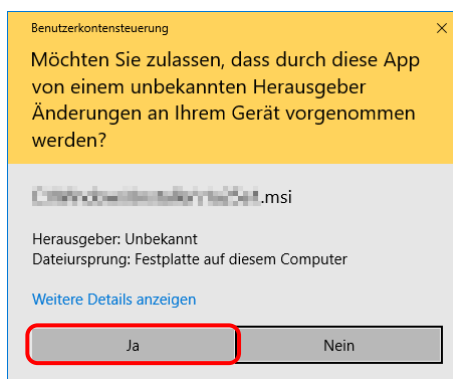 Benutzerkontensteuerung
Möchten Sie zulassen, dass durch diese App
von einem unbekannten Herausgeber
Änderungen an Ihrem Gerät vorgenommen
werden?
.msi
Herausgeber: Unbekannt
Dateiursprung: Festplatte auf diesem Computer
Weitere Details anzeigen
Ja Nein